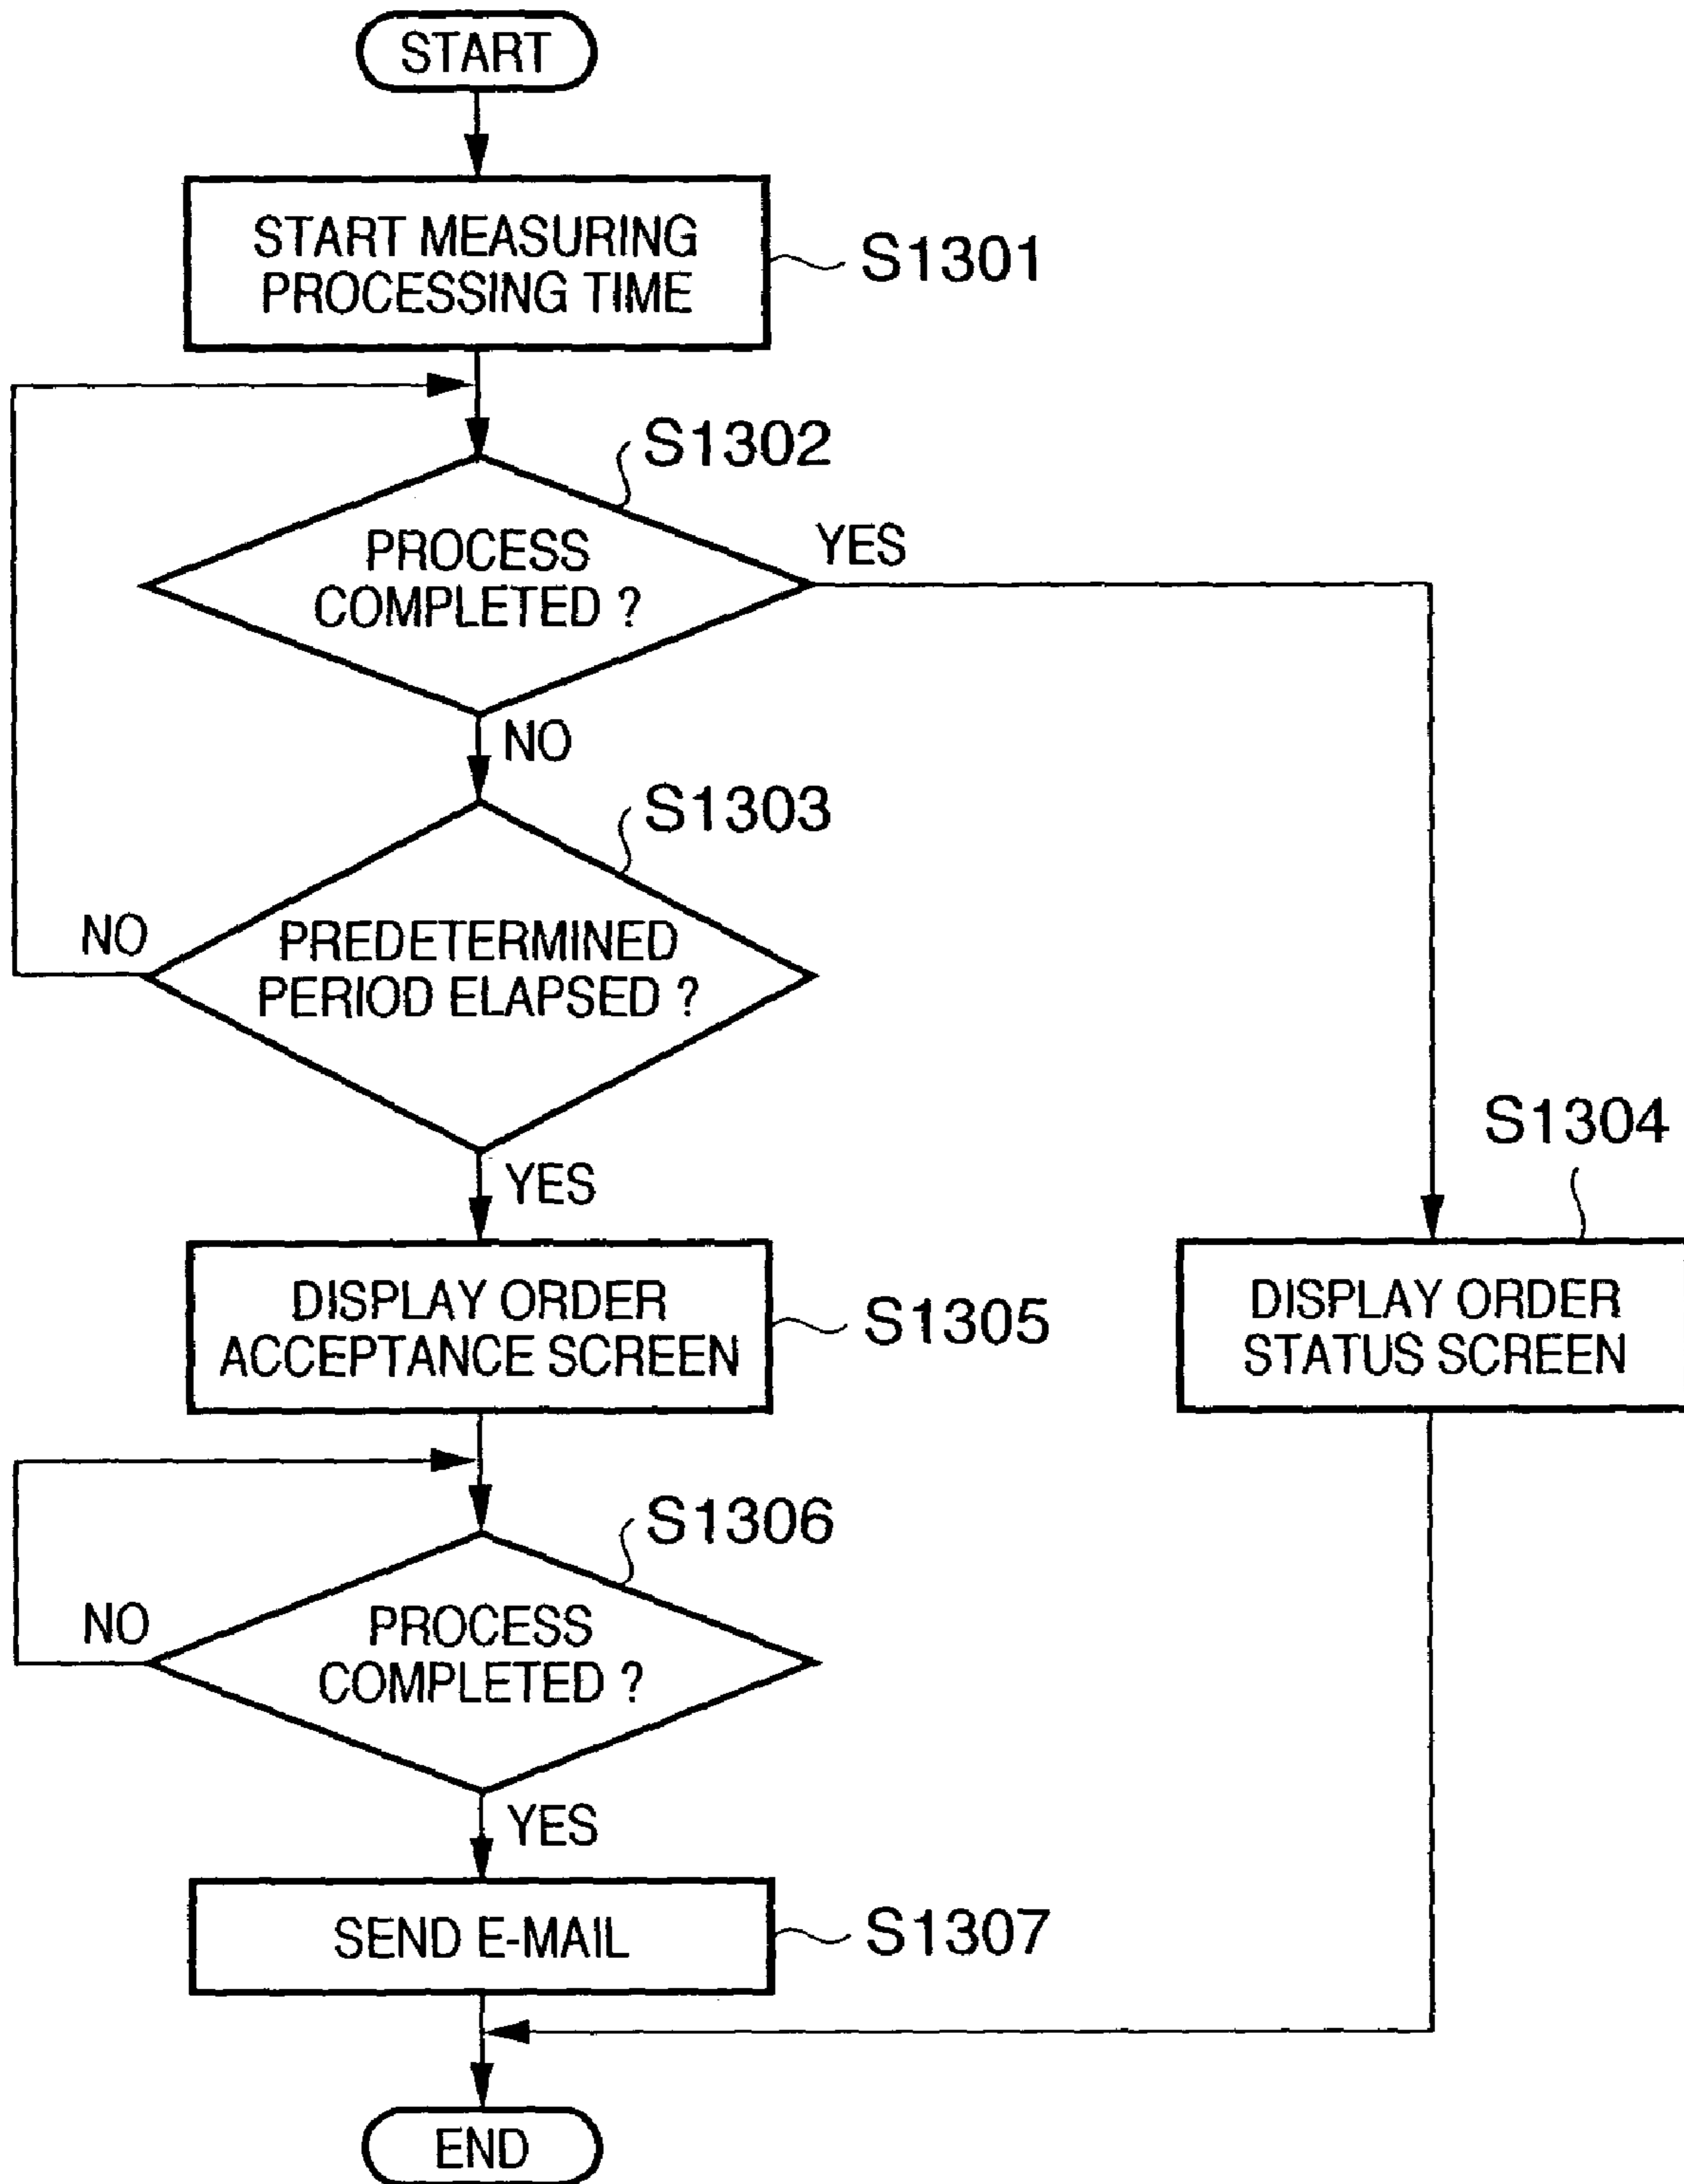 START
START MEASURING
PROCESSING TIME
S1301
S1302
PROCESS
COMPLETED ?
YES
NO
S1303
PREDETERMINED
PERIOD ELAPSED ?
NO
YES
S1304
DISPLAY ORDER
ACCEPTANCE SCREEN
S1305
DISPLAY ORDER
STATUS SCREEN
S1306
PROCESS
COMPLETED ?
NO
YES
SEND E-MAIL
S1307
END